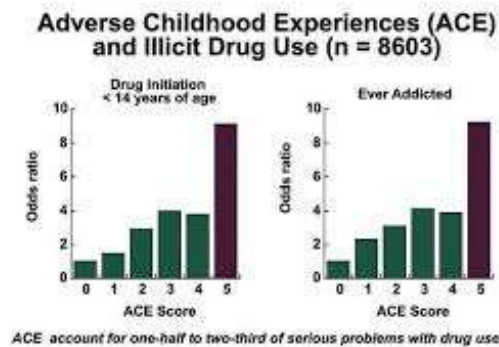 Adverse Childhood Experiences (ACE)
and Illicit Drug Use (n = 8603)
Drug Initiation
< 14 years of age
10
8
6
4
2
0
Odds ratio
0 1 2 3 4 5
ACE Score
Ever Addicted
10
8
6
4
2
0
Odds ratio
0 1 2 3 4 5
ACE Score
ACE account for one-half to two-third of serious problems with drug use